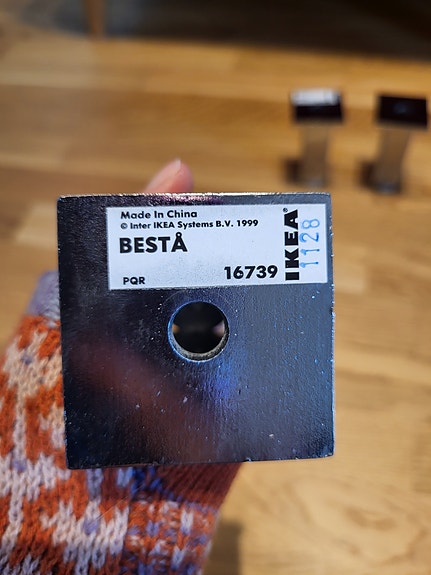 Made In China
© Inter IKEA Systems B.V. 1999
BESTÅ
PQR
16739
IKEA®
1128